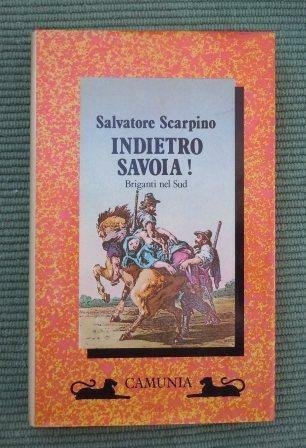 Salvatore Scarpino
INDIETRO
SAVOIA !
Briganti nel Sud
CAMUNIA